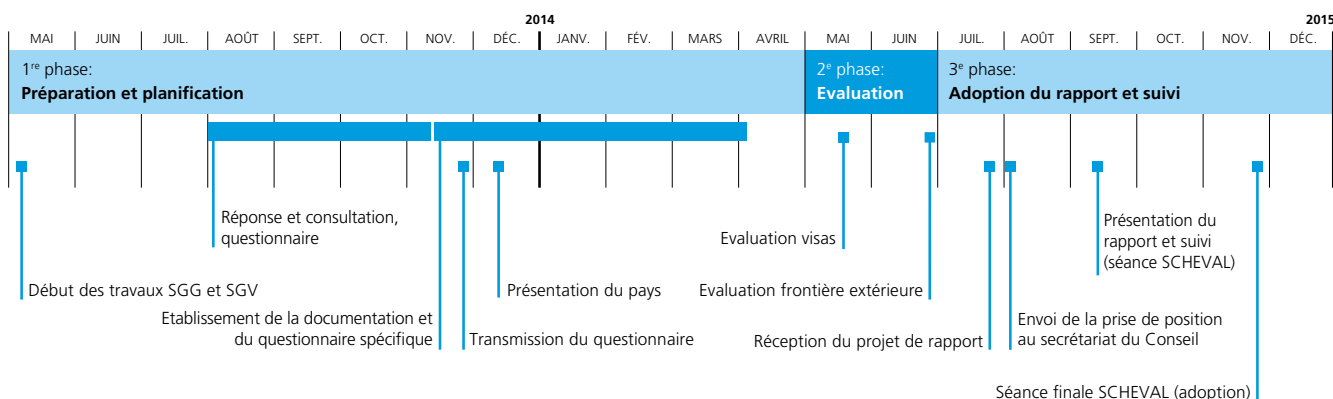 2014
2015
MAI JUIN JUIL. AOÛT SEPT. OCT. NOV. DÉC. JANV. FÉV. MARS AVRIL MAI JUIN JUIL. AOÛT SEPT. OCT. NOV. DÉC.
1re phase:
Préparation et planification
2e phase:
Evaluation
3e phase:
Adoption du rapport et suivi
Réponse et consultation,
questionnaire
Evaluation visas
Présentation du
rapport et suivi
(séance SCHEVAL)
Début des travaux SGG et SGV
Présentation du pays
Evaluation frontière extérieure
Etablissement de la documentation et
du questionnaire spécifique
Transmission du questionnaire
Réception du projet de rapport
Envoi de la prise de position
au secrétariat du Conseil
Séance finale SCHEVAL (adoption)